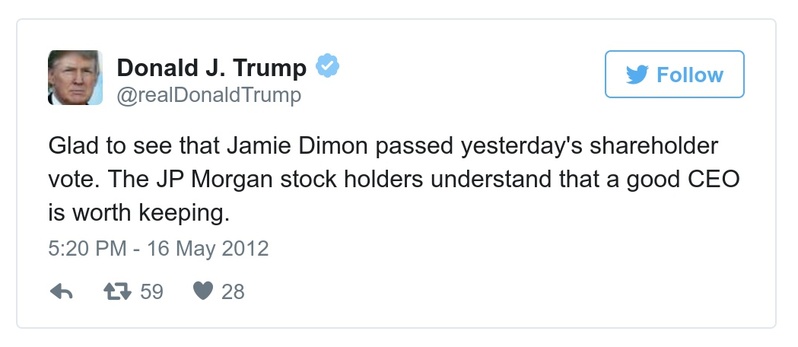 Donald J. Trump
@realDonaldTrump
Follow
Glad to see that Jamie Dimon passed yesterday's shareholder
vote. The JP Morgan stock holders understand that a good CEO
is worth keeping.
5:20 PM - 16 May 2012
59 28